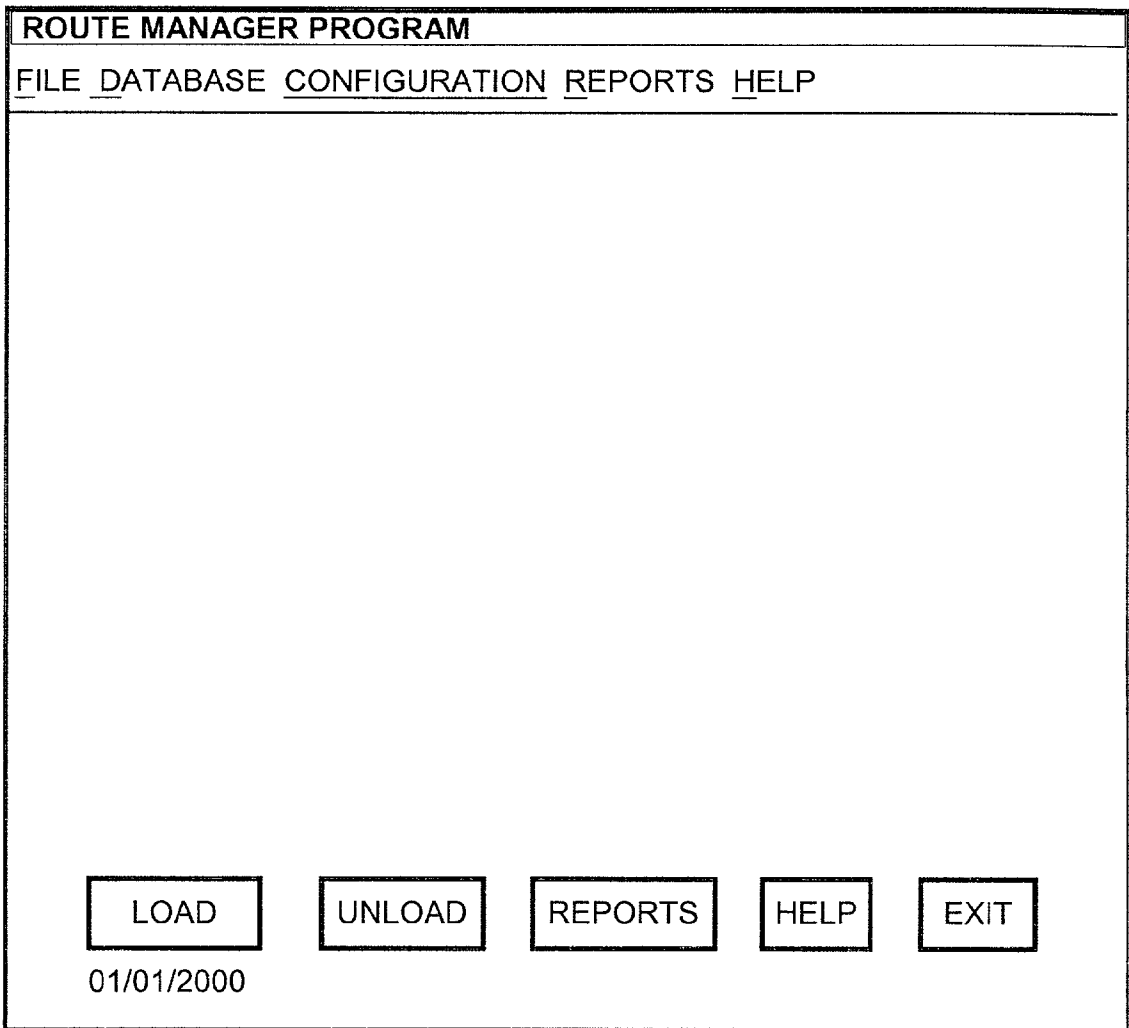 ROUTE MANAGER PROGRAM
FILE DATABASE CONFIGURATION REPORTS HELP
LOAD UNLOAD REPORTS HELP EXIT
01/01/2000